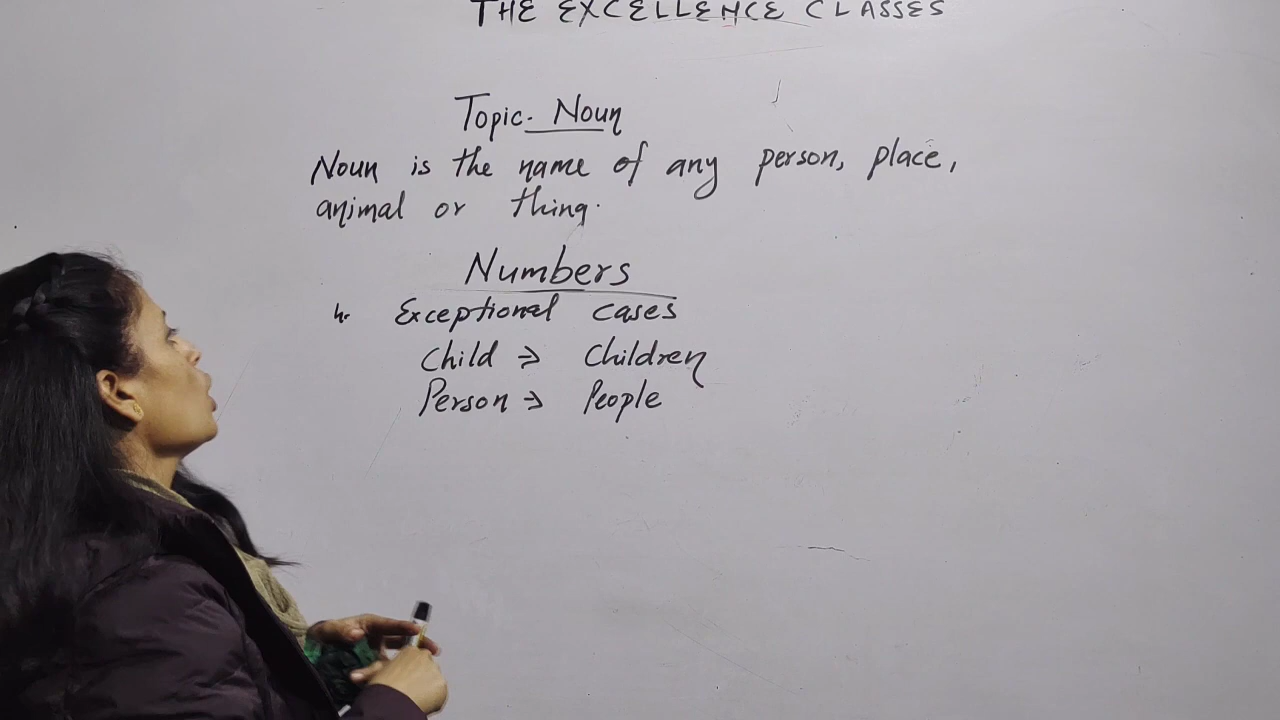 THE EXCELLENCE CLASSES
Topic. Noun
Noun is the name of any person, place,
animal or thing.
Numbers
4. Exceptional cases
Child → Children
Person → People